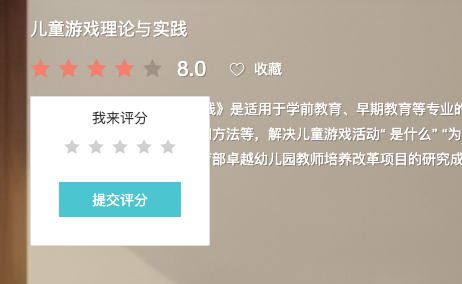 儿童游戏理论与实践
8.0 收藏
我来评分
提交评分
践》是适用于学前教育、早期教育等专业的
方法等，解决儿童游戏活动“是什么”“为
部卓越幼儿园教师培养改革项目的研究成